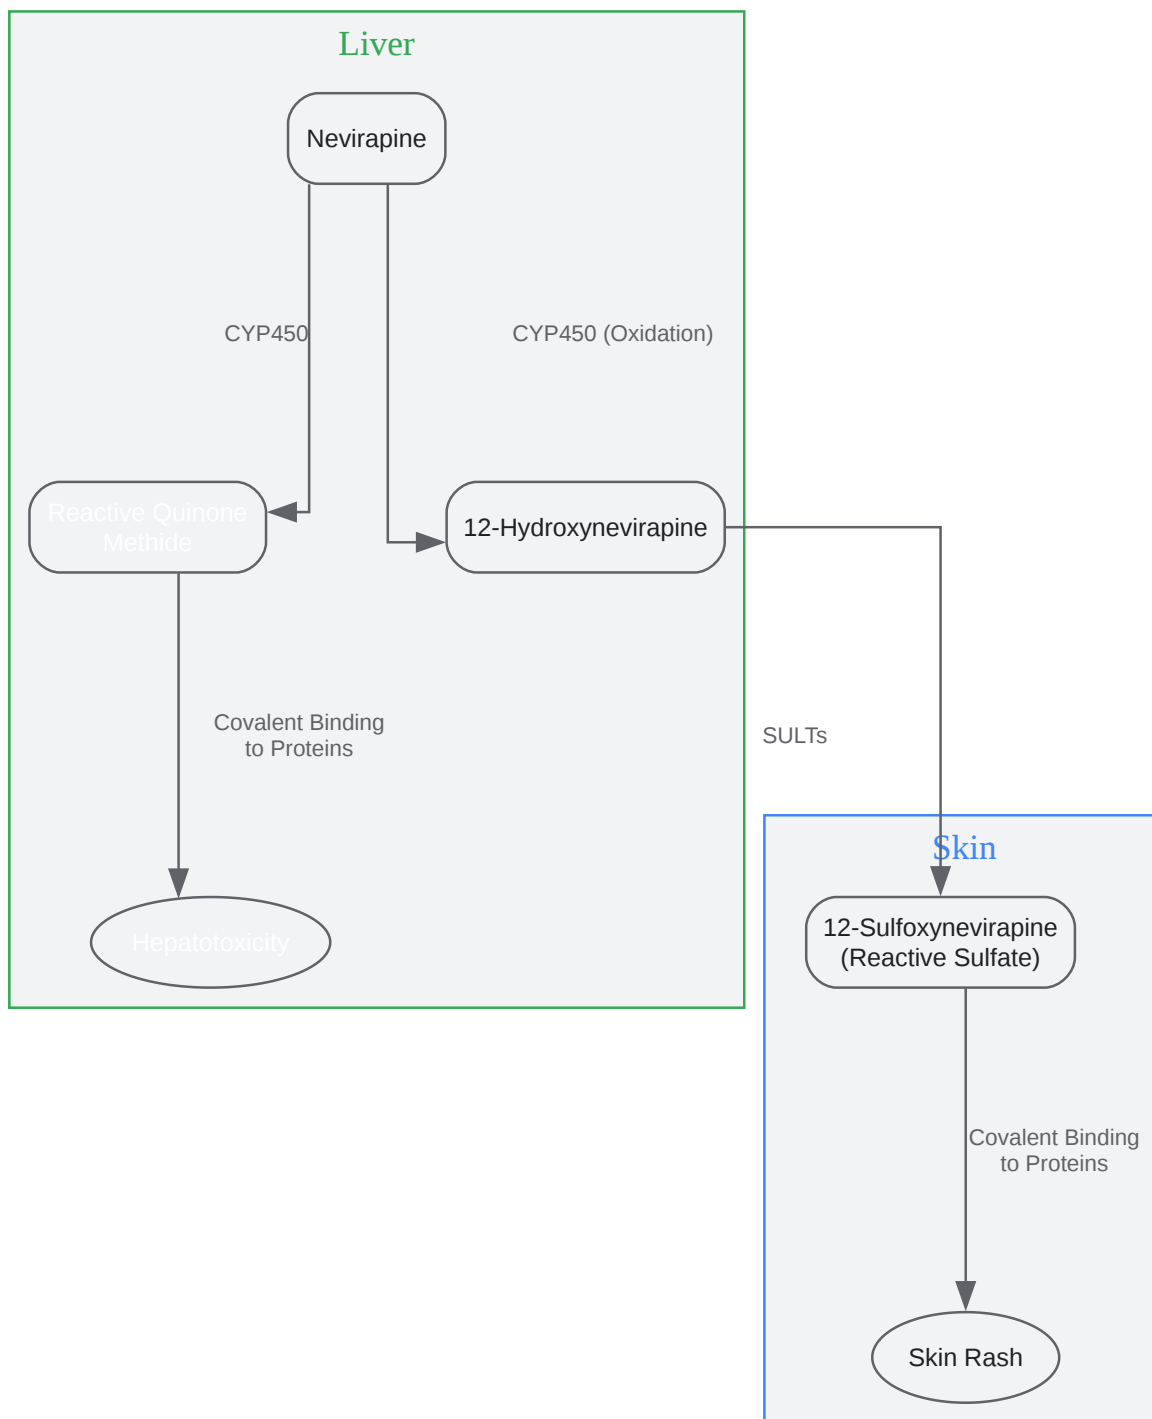 Liver
Nevirapine
CYP450
CYP450 (Oxidation)
Reactive Quinone
Methide
12-Hydroxynevirapine
Covalent Binding
to Proteins
SULTs
Skin
12-Sulfoxynevirapine
(Reactive Sulfate)
Hepatotoxicity
Covalent Binding
to Proteins
Skin Rash